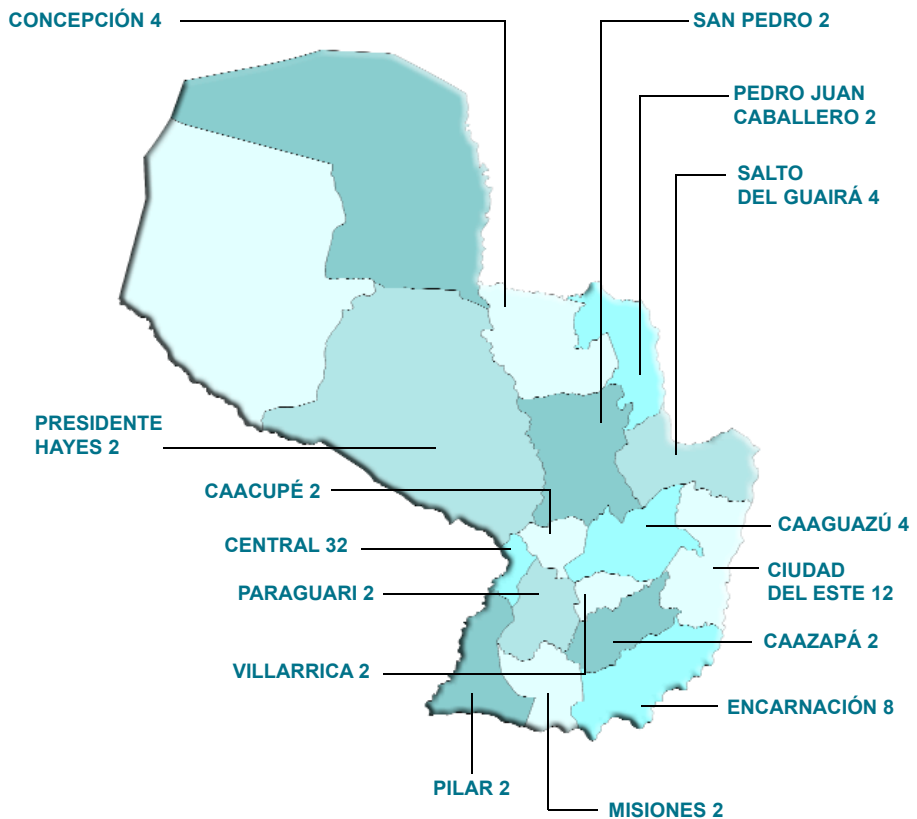 CONCEPCIÓN 4
SAN PEDRO 2
PEDRO JUAN
CABALLERO 2
SALTO
DEL GUAIRÁ 4
PRESIDENTE
HAYES 2
CAACUPÉ 2
CAAGUAZÚ 4
CENTRAL 32
CIUDAD
DEL ESTE 12
PARAGUARI 2
CAAZAPÁ 2
VILLARRICA 2
ENCARNACIÓN 8
PILAR 2
MISIONES 2